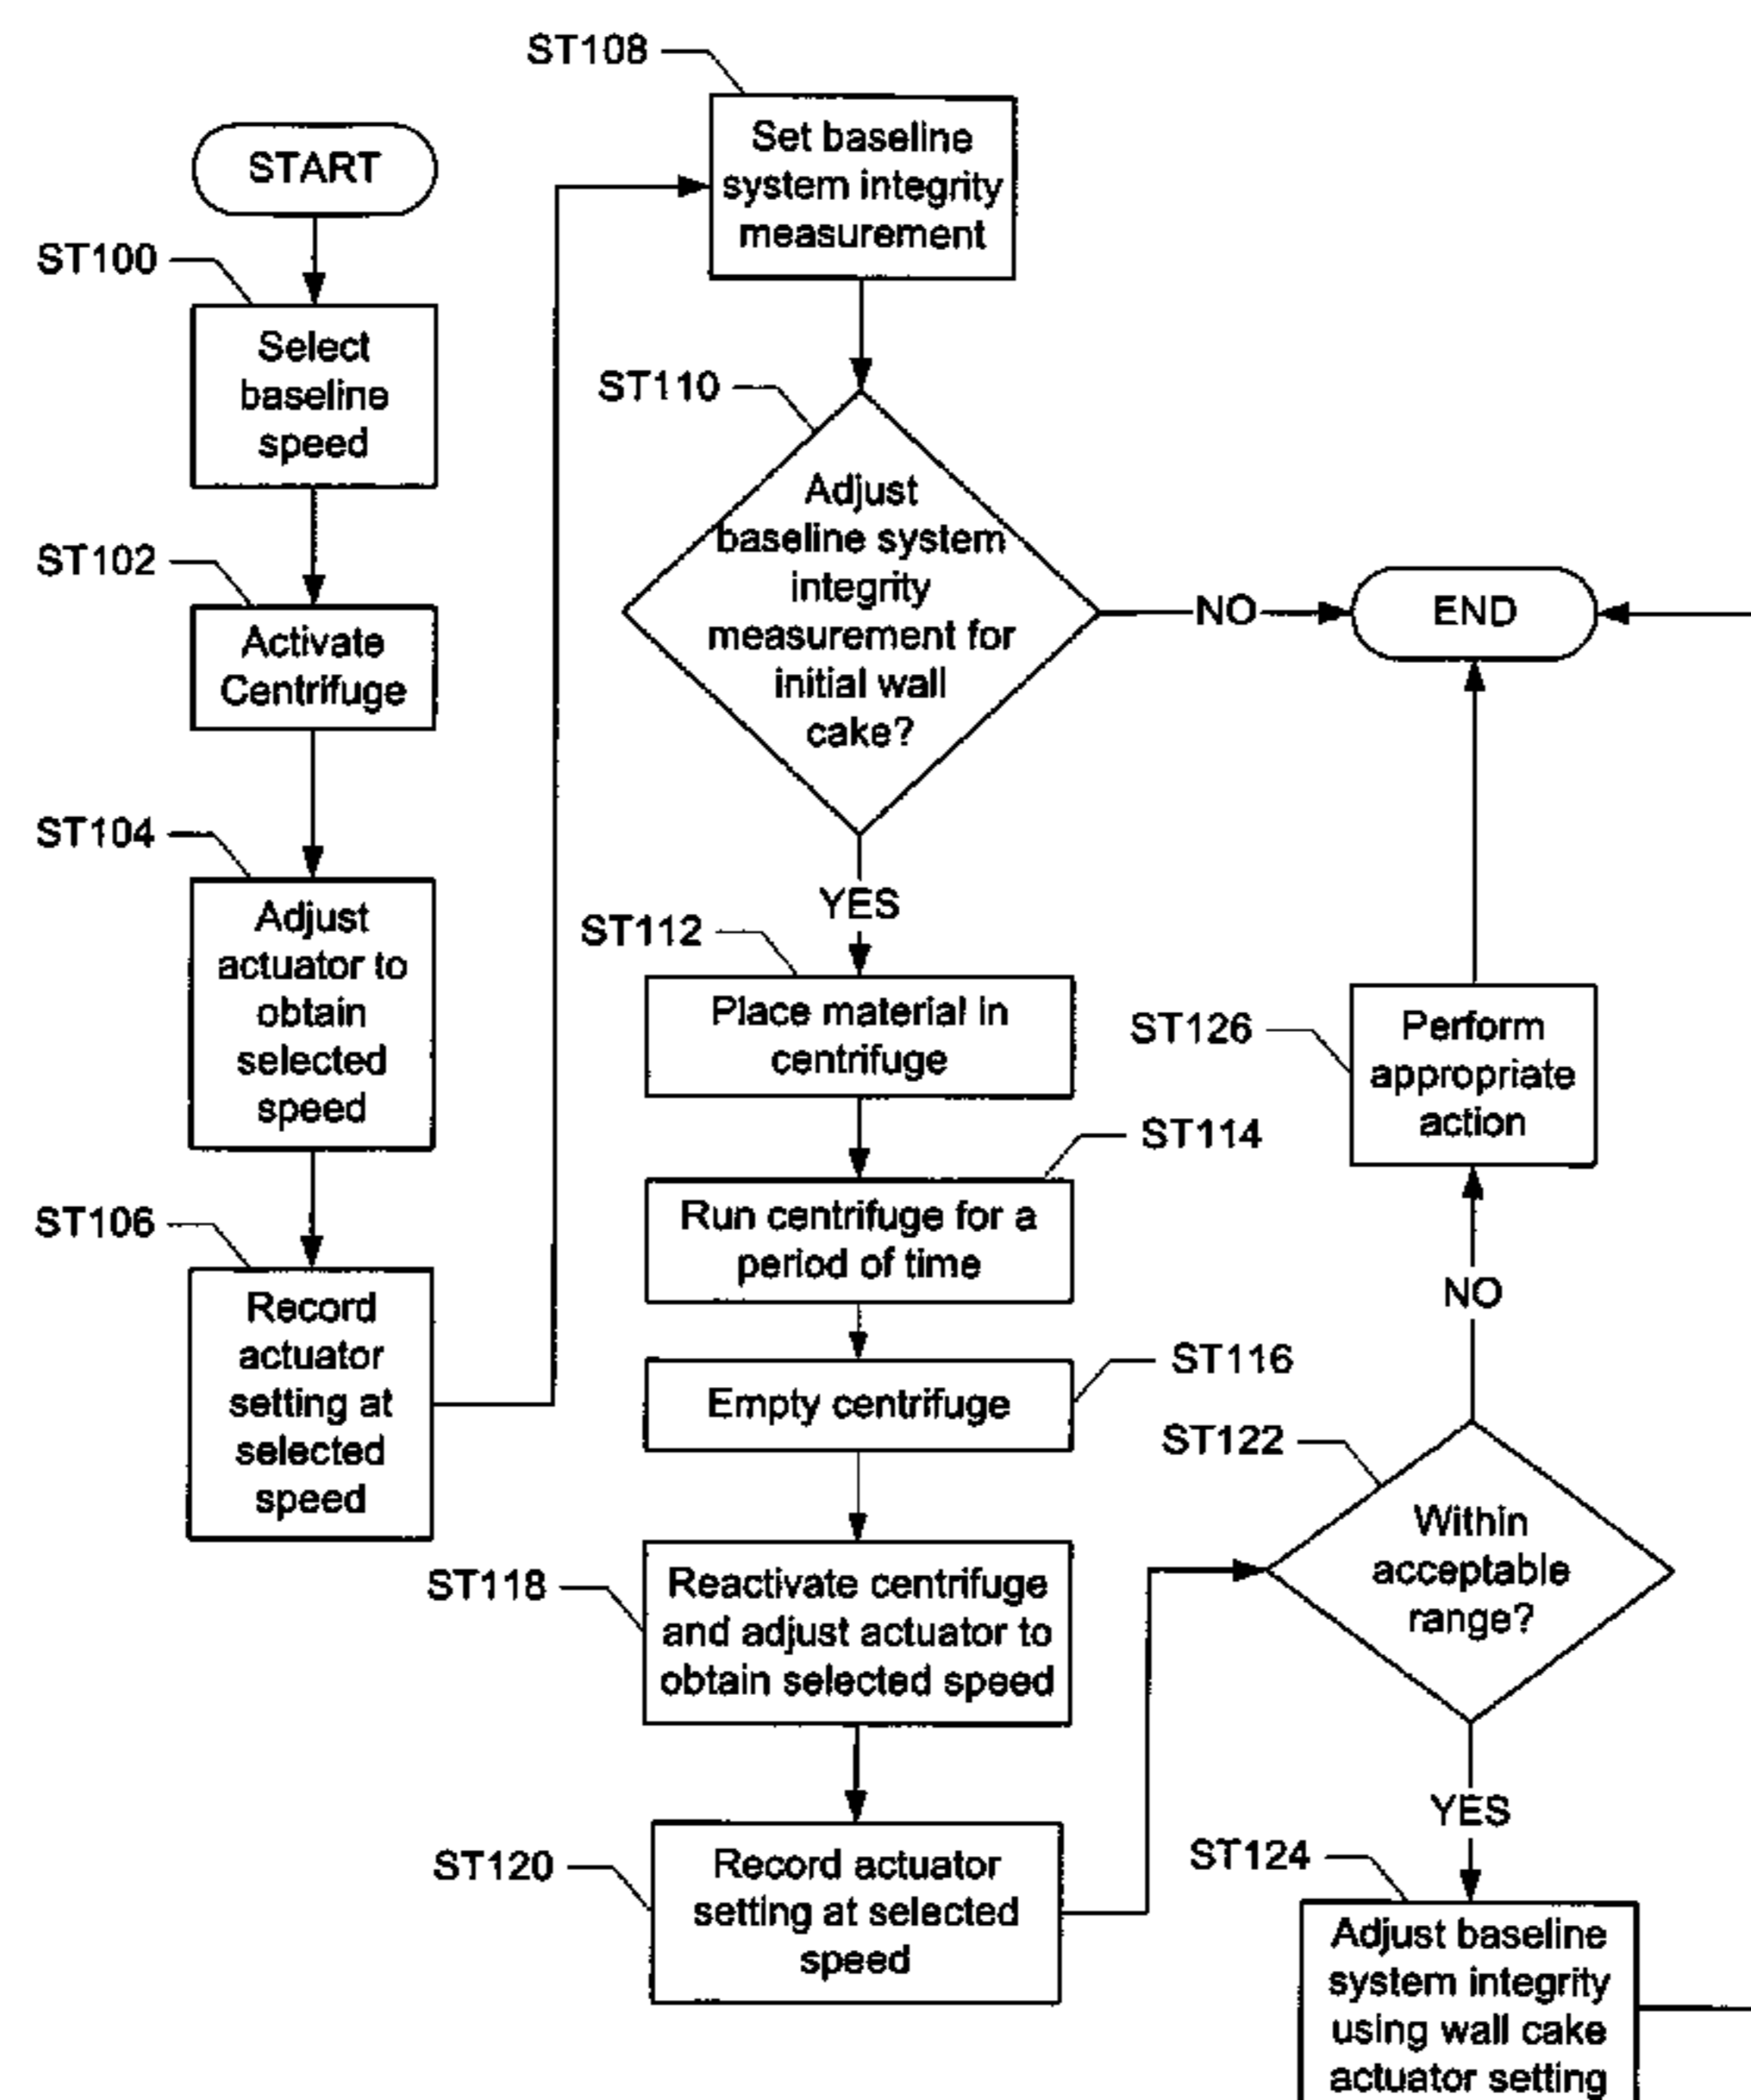 START
ST100
Select
baseline
speed
ST102
Activate
Centrifuge
ST104
Adjust
actuator to
obtain
selected
speed
ST106
Record
actuator
setting at
selected
speed
ST108
Set baseline
system integrity
measurement
ST110
Adjust
baseline system
integrity
measurement for
initial wall
cake?
NO
END
YES
ST112
Place material in
centrifuge
ST114
Run centrifuge for a
period of time
ST116
Empty centrifuge
ST118
Reactivate centrifuge
and adjust actuator to
obtain selected speed
ST120
Record actuator
setting at selected
speed
ST122
Within
acceptable
range?
NO
ST126
Perform
appropriate
action
YES
ST124
Adjust baseline
system integrity
using wall cake
actuator setting